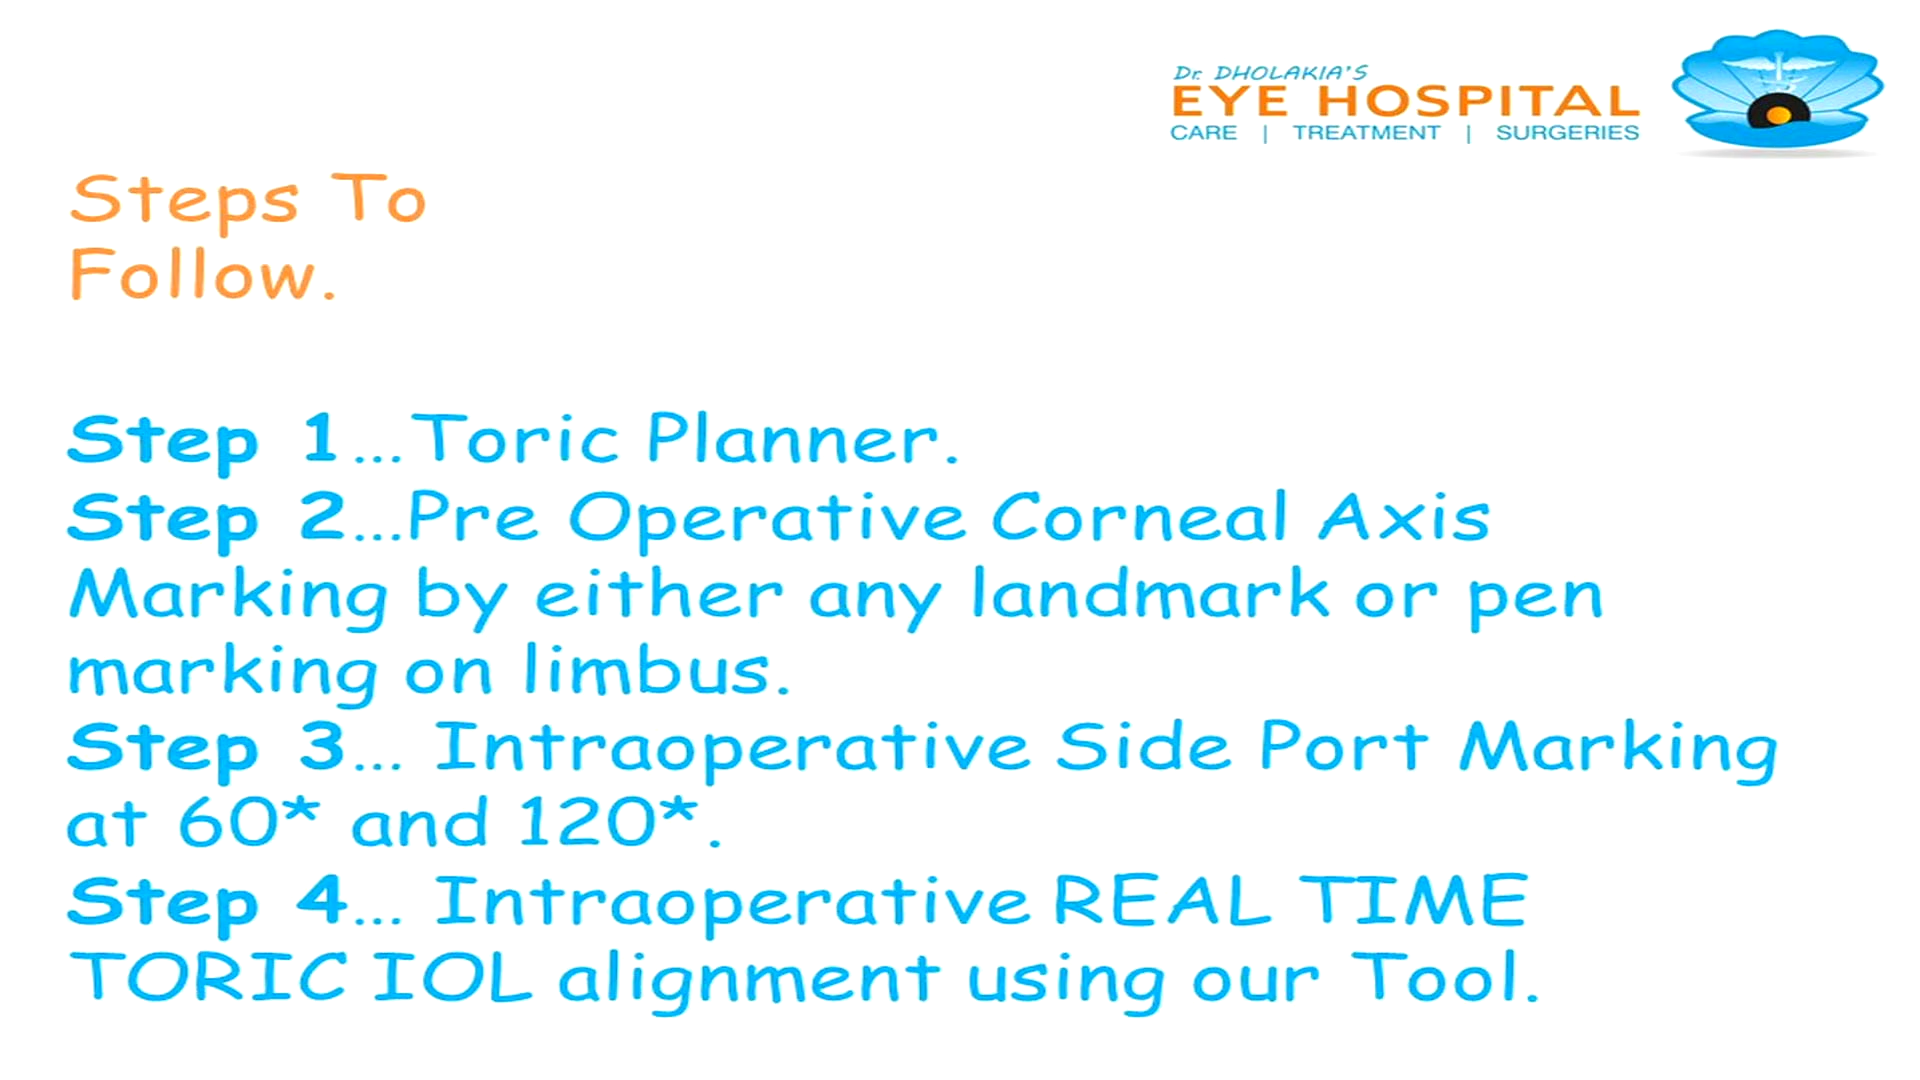 Dr. DHOLAKIA'S
EYE HOSPITAL
CARE | TREATMENT | SURGERIES
Steps To
Follow.
Step 1...Toric Planner.
Step 2...Pre Operative Corneal Axis
Marking by either any landmark or pen
marking on limbus.
Step 3... Intraoperative Side Port Marking
at 60* and 120*.
Step 4... Intraoperative REAL TIME
TORIC IOL alignment using our Tool.